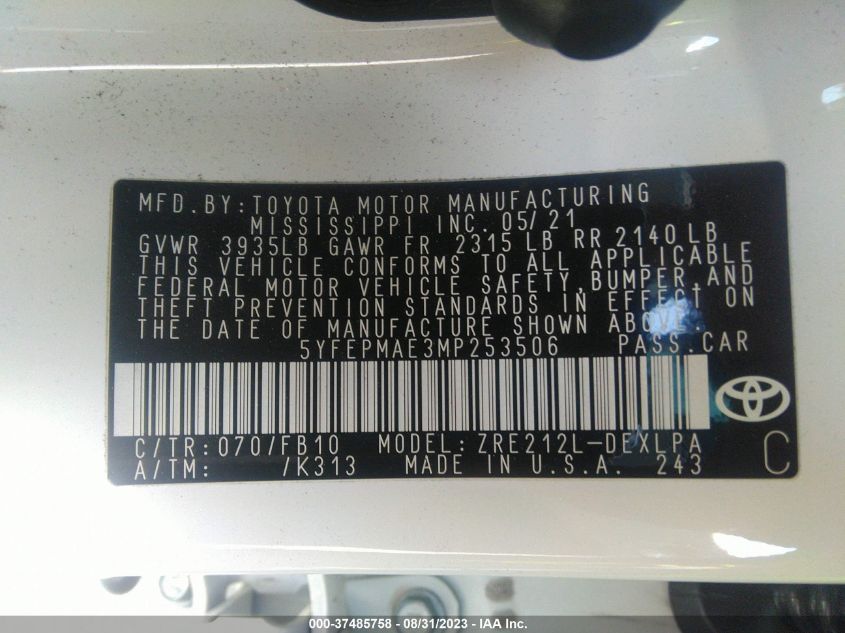 MFD.BY:TOYOTA MOTOR MANUFACTURING
MISSISSIPPI INC. 05/21
GVWR 3935LB GAWR FR 2315 LB RR 2140 LB
THIS VEHICLE CONFORMS TO ALL APPLICABLE
FEDERAL MOTOR VEHICLE SAFETY, BUMPER, AND
THEFT PREVENTION STANDARDS IN EFFECT ON
THE DATE OF MANUFACTURE SHOWN ABOVE.
5YFEPMAE3MP253506 PASS.CAR
C/TR:070/FB10 MODEL:ZRE212L-DEXLPA
A/TM: /K313 MADE IN U.S.A. 243 C
000-37485758 - 08/31/2023 - IAA Inc.